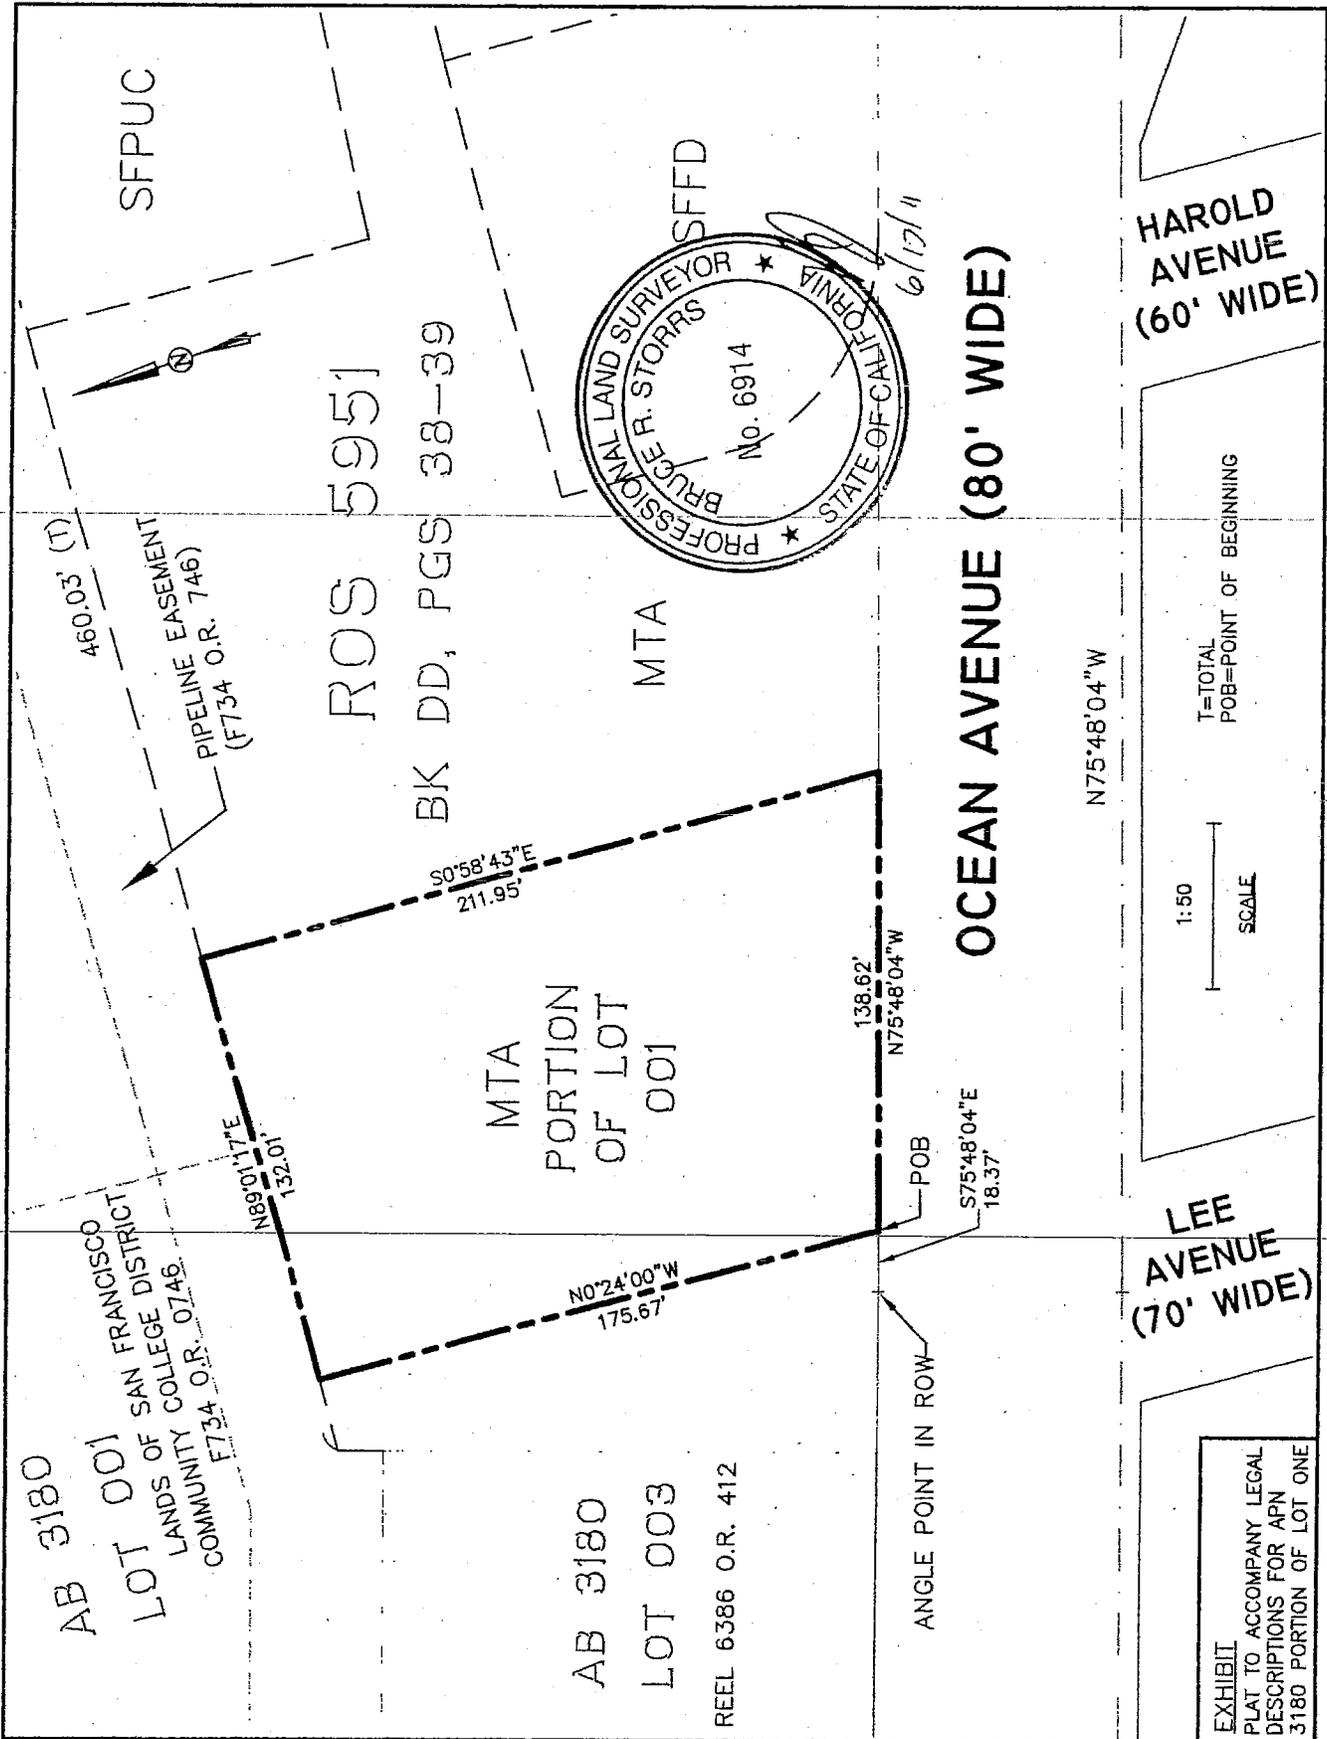 SFPUC
460.03' (T)
PIPELINE EASEMENT
(F734 O.R. 746)
N
ROS 5951
BK DD, PGS 38-39
AB 3180
LOT 001
LANDS OF SAN FRANCISCO
COMMUNITY COLLEGE DISTRICT
F734 O.R. 0746
N89°01'17"E
132.01'
S0°58'43"E
211.95'
MTA
PORTION
OF LOT
001
MTA
SFFD
PROFESSIONAL LAND SURVEYOR
BRUCE R. STORRS
No. 6914
STATE OF CALIFORNIA
AB 3180
LOT 003
REEL 6386 O.R. 412
N0°24'00"W
175.67'
138.62'
N75°48'04"W
POB
S75°48'04"E
18.37'
ANGLE POINT IN ROW
OCEAN AVENUE (80' WIDE)
N75°48'04"W
LEE
AVENUE
(70' WIDE)
HAROLD
AVENUE
(60' WIDE)
1:50
SCALE
T=TOTAL
POB=POINT OF BEGINNING
EXHIBIT
PLAT TO ACCOMPANY LEGAL
DESCRIPTIONS FOR APN
3180 PORTION OF LOT ONE